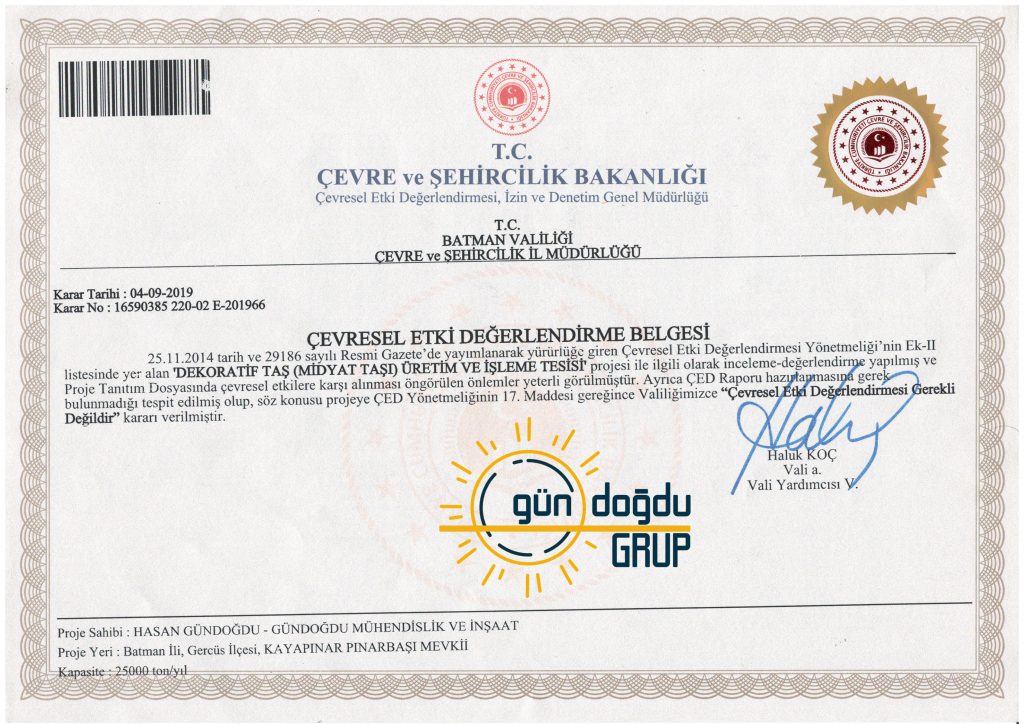 T.C.
ÇEVRE ve ŞEHİRCİLİK BAKANLIĞI
Çevresel Etki Değerlendirmesi, İzin ve Denetim Genel Müdürlüğü
T.C.
BATMAN VALİLİĞİ
ÇEVRE ve ŞEHİRCİLİK İL MÜDÜRLÜĞÜ
Karar Tarihi : 04-09-2019
Karar No : 16590385 220-02 E-201966
ÇEVRESEL ETKİ DEĞERLENDİRME BELGESİ
25.11.2014 tarih ve 29186 sayılı Resmi Gazete'de yayımlanarak yürürlüğe giren Çevresel Etki Değerlendirmesi Yönetmeliği'nin Ek-II
listesinde yer alan 'DEKORATİF TAŞ (MİDYAT TAŞI) ÜRETİM VE İŞLEME TESİSİ' projesi ile ilgili olarak inceleme-değerlendirme yapılmış ve
Proje Tanıtım Dosyasında çevresel etkilere karşı alınması öngörülen önlemler yeterli görülmüştür. Ayrıca ÇED Raporu hazırlanmasına gerek
bulunmadığı tespit edilmiş olup, söz konusu projeye ÇED Yönetmeliğinin 17. Maddesi gereğince Valiliğimizce “Çevresel Etki Değerlendirmesi Gerekli
Değildir” kararı verilmiştir.
Haluk KOÇ
Vali a.
Vali Yardımcısı V.
gün doğdu
GRUP
Proje Sahibi : HASAN GÜNDOĞDU - GÜNDOĞDU MÜHENDİSLİK VE İNŞAAT
Proje Yeri : Batman İli, Gercüs İlçesi, KAYAPINAR PINARBAŞI MEVKİİ
Kapasite : 25000 ton/yıl